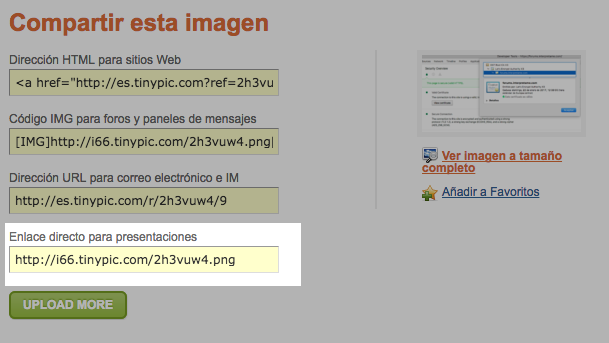 Compartir esta imagen
Dirección HTML para sitios Web
<a href="http://es.tinypic.com?ref=2h3vu
Código IMG para foros y paneles de mensajes
[IMG]http://i66.tinypic.com/2h3vuw4.png[
Dirección URL para correo electrónico e IM
http://es.tinypic.com/r/2h3vuw4/9
Enlace directo para presentaciones
http://i66.tinypic.com/2h3vuw4.png
UPLOAD MORE
Ver imagen a tamaño
completo
Añadir a Favoritos